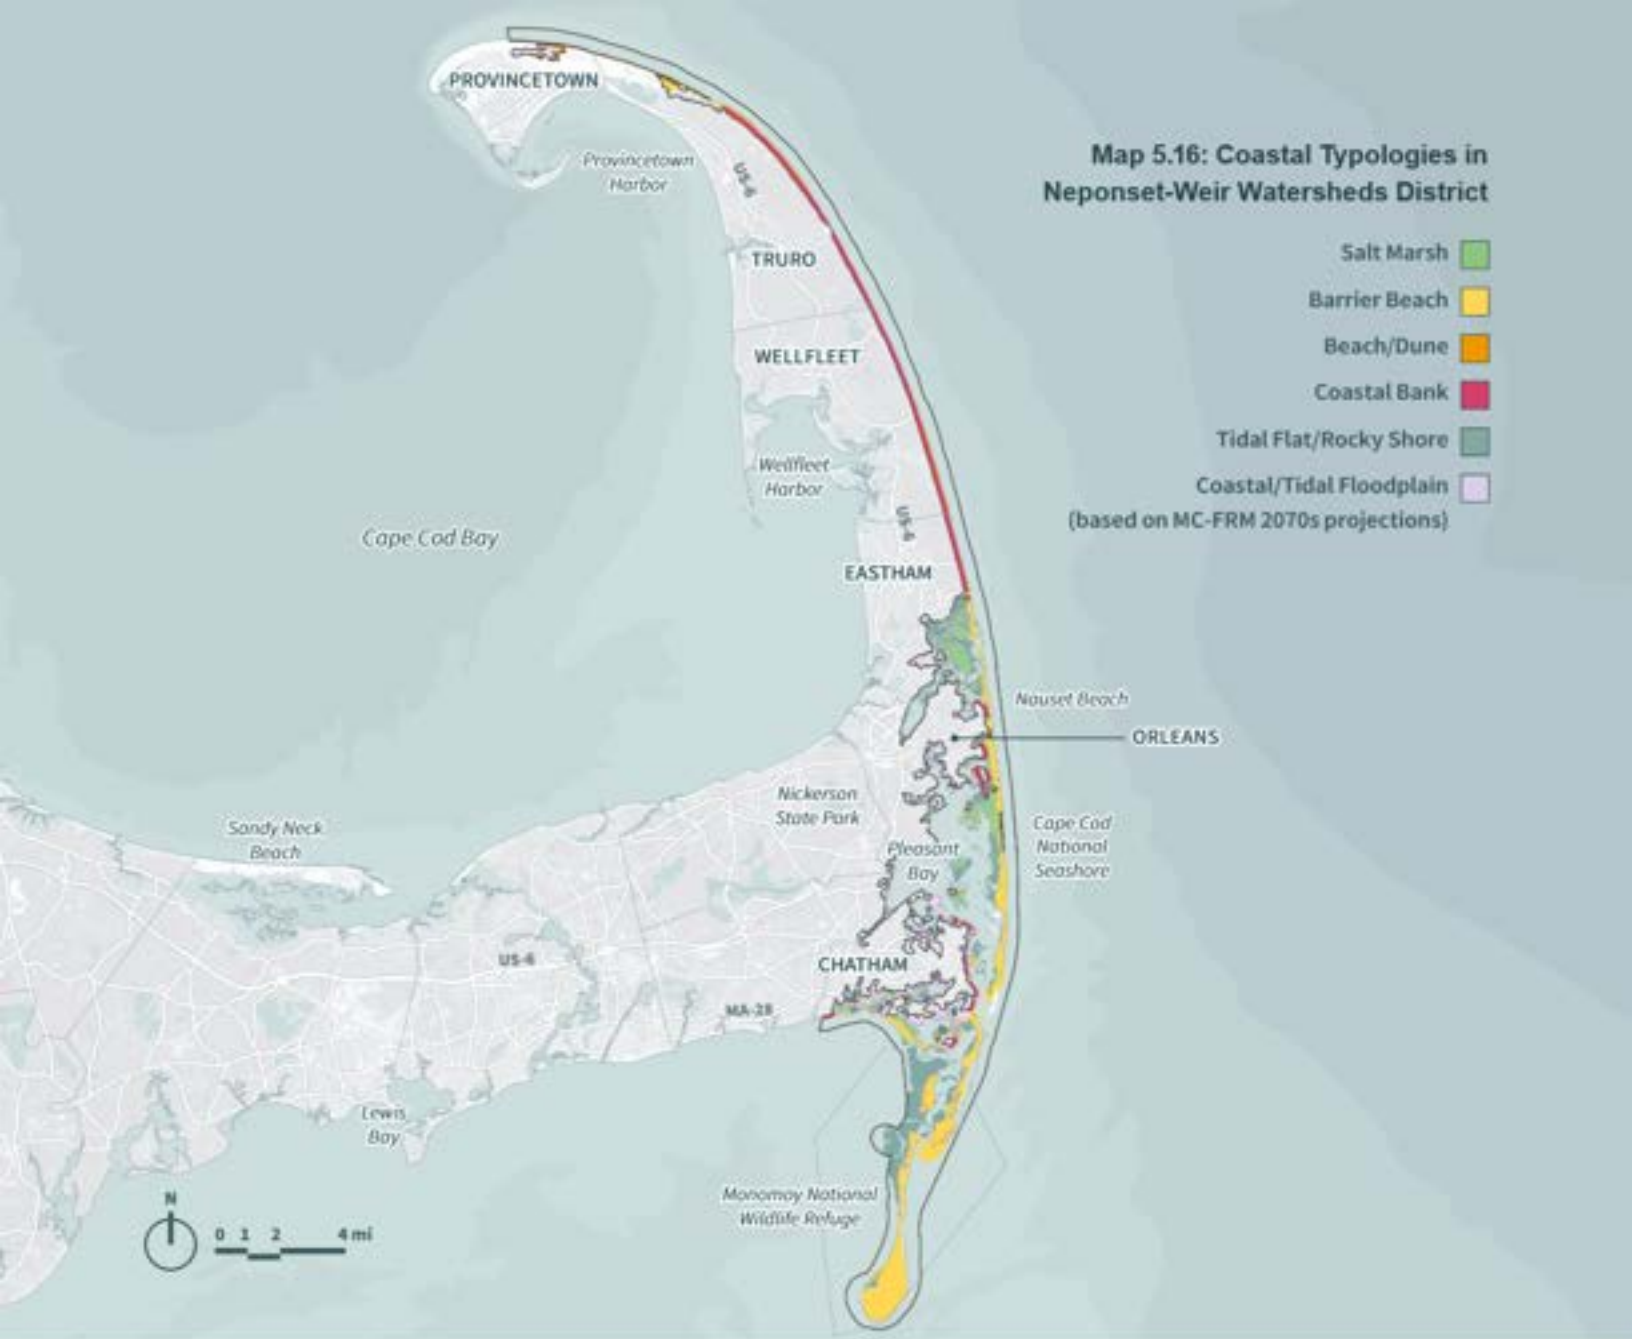 PROVINCETOWN
Map 5.16: Coastal Typologies in
Neponset-Weir Watersheds District
Provincetown
Harbor
US-6
Salt Marsh
TRURO
Barrier Beach
Beach/Dune
WELLFLEET
Coastal Bank
Tidal Flat/Rocky Shore
Wellfleet
Harbor
Coastal/Tidal Floodplain
(based on MC-FRM 2070s projections)
US-6
Cape Cod Bay
EASTHAM
Nauset Beach
ORLEANS
Nickerson
State Park
Sandy Neck
Beach
Cape Cod
National
Seashore
Pleasant
Bay
US-6
CHATHAM
MA-28
Lewis
Bay
Monomoy National
Wildlife Refuge
N
0 1 2 4 mi